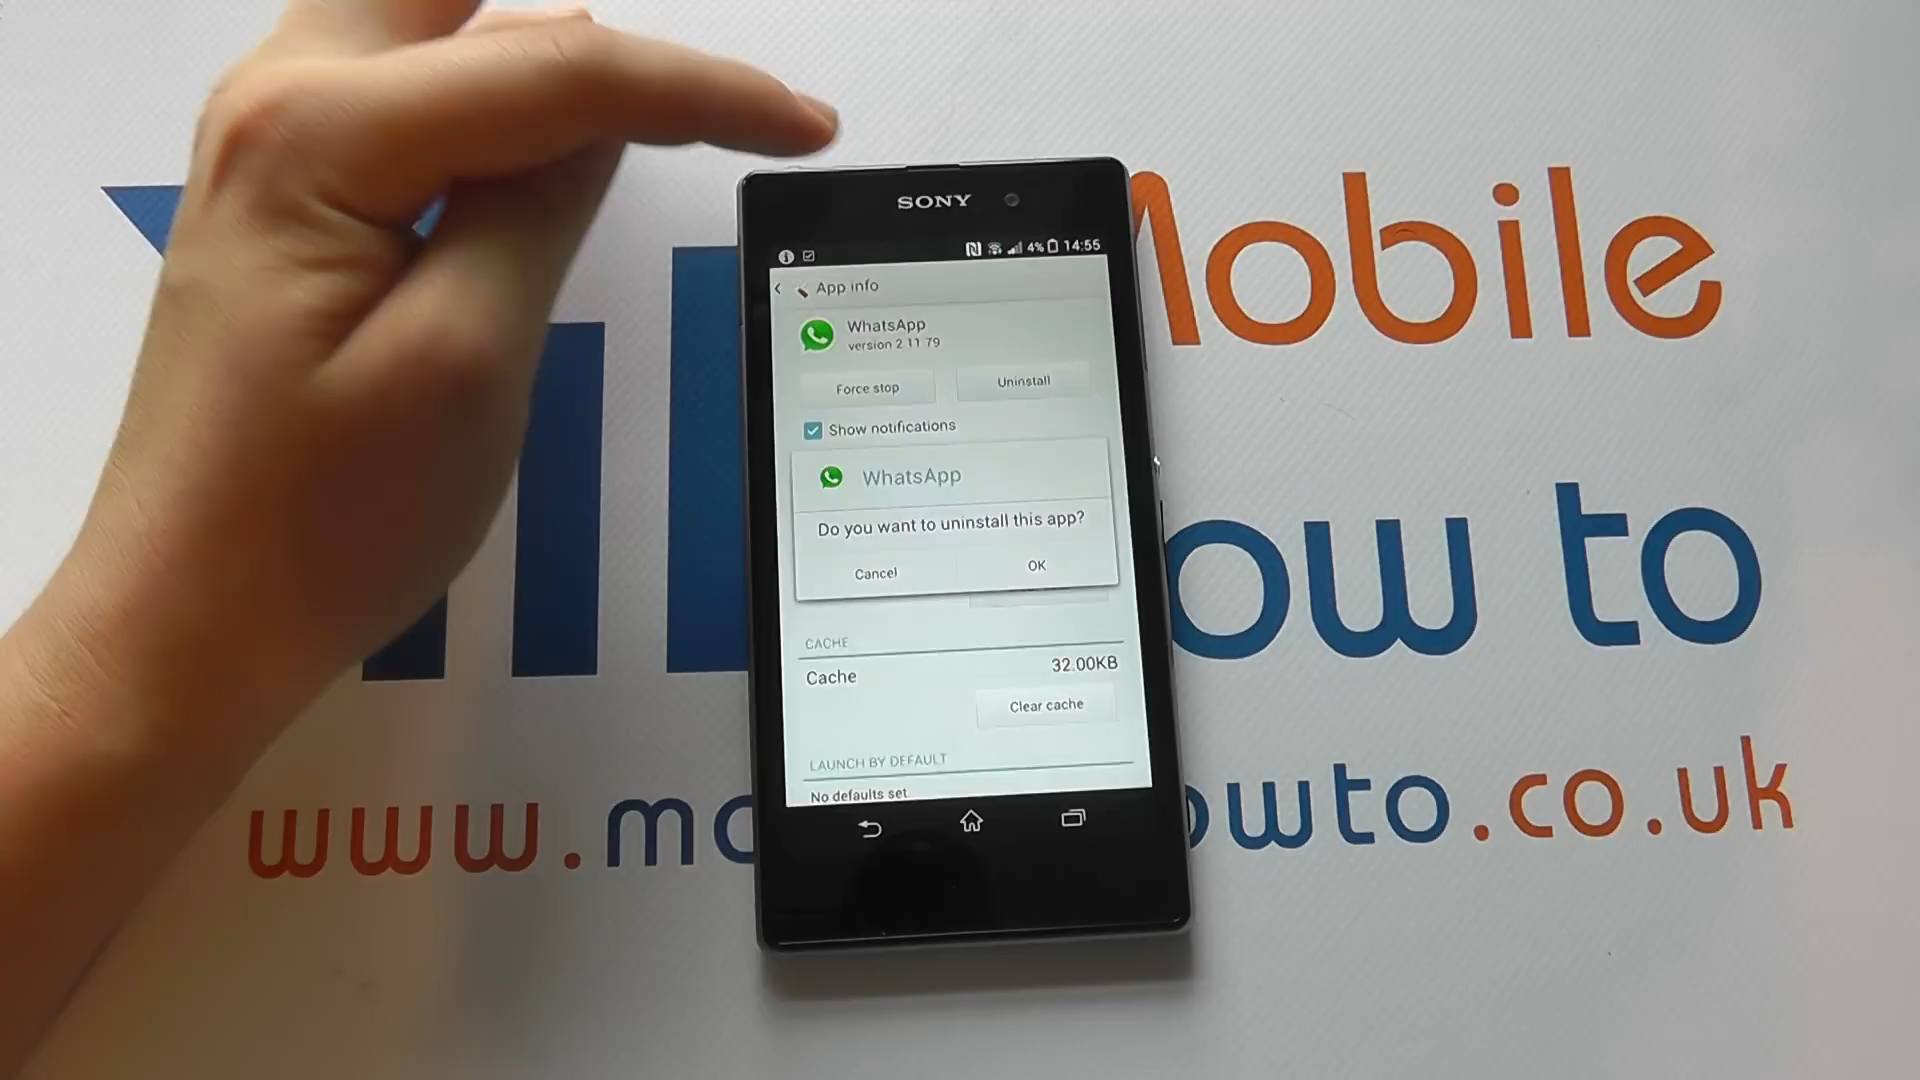 SONY
4% 14:55
App info
WhatsApp
version 2 11 79
Force stop
Uninstall
Show notifications
WhatsApp
Do you want to uninstall this app?
Cancel
OK
CACHE
Cache
32.00KB
Clear cache
LAUNCH BY DEFAULT
No defaults set
Mobile
ow to
www.mo
owto.co.uk